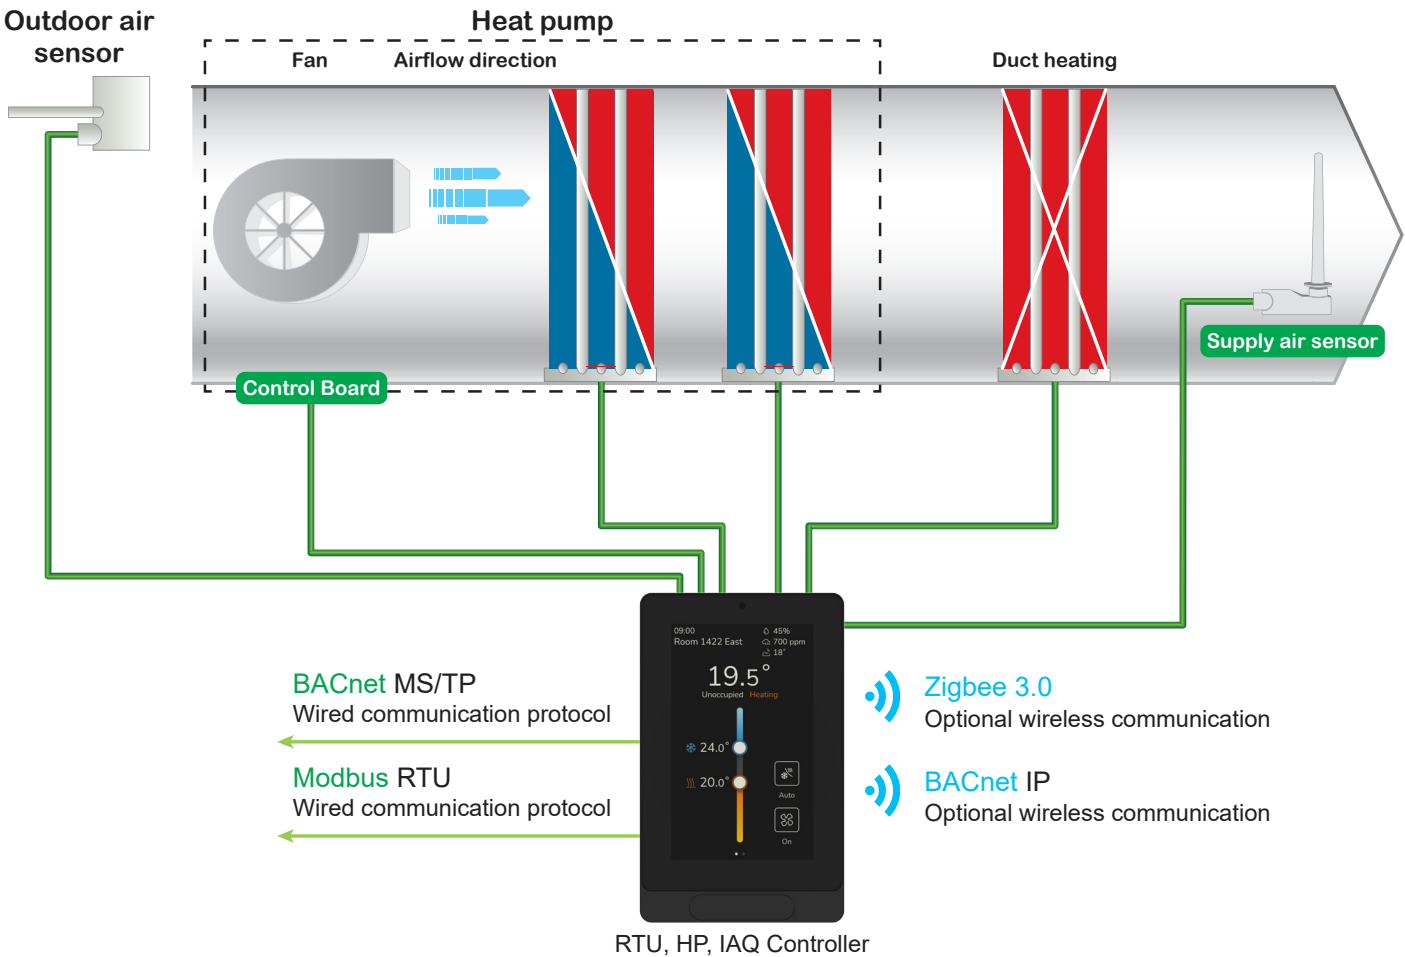 Outdoor air
sensor
Heat pump
Fan
Airflow direction
Duct heating
Supply air sensor
Control Board
09:00
Room 1422 East
45%
700 ppm
18°
19.5°
Unoccupied Heating
24.0°
20.0°
Auto
On
BACnet MS/TP
Wired communication protocol
Modbus RTU
Wired communication protocol
Zigbee 3.0
Optional wireless communication
BACnet IP
Optional wireless communication
RTU, HP, IAQ Controller